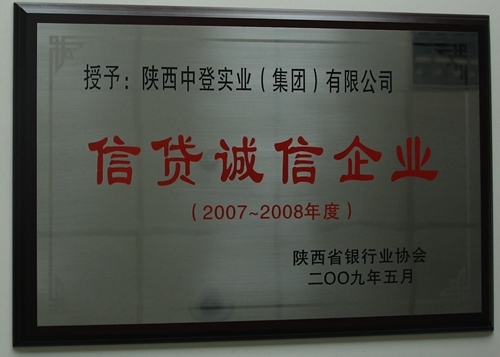 授予：陕西中登实业（集团）有限公司
信贷诚信企业
（2007~2008年度）
陕西省银行业协会
二〇〇九年五月